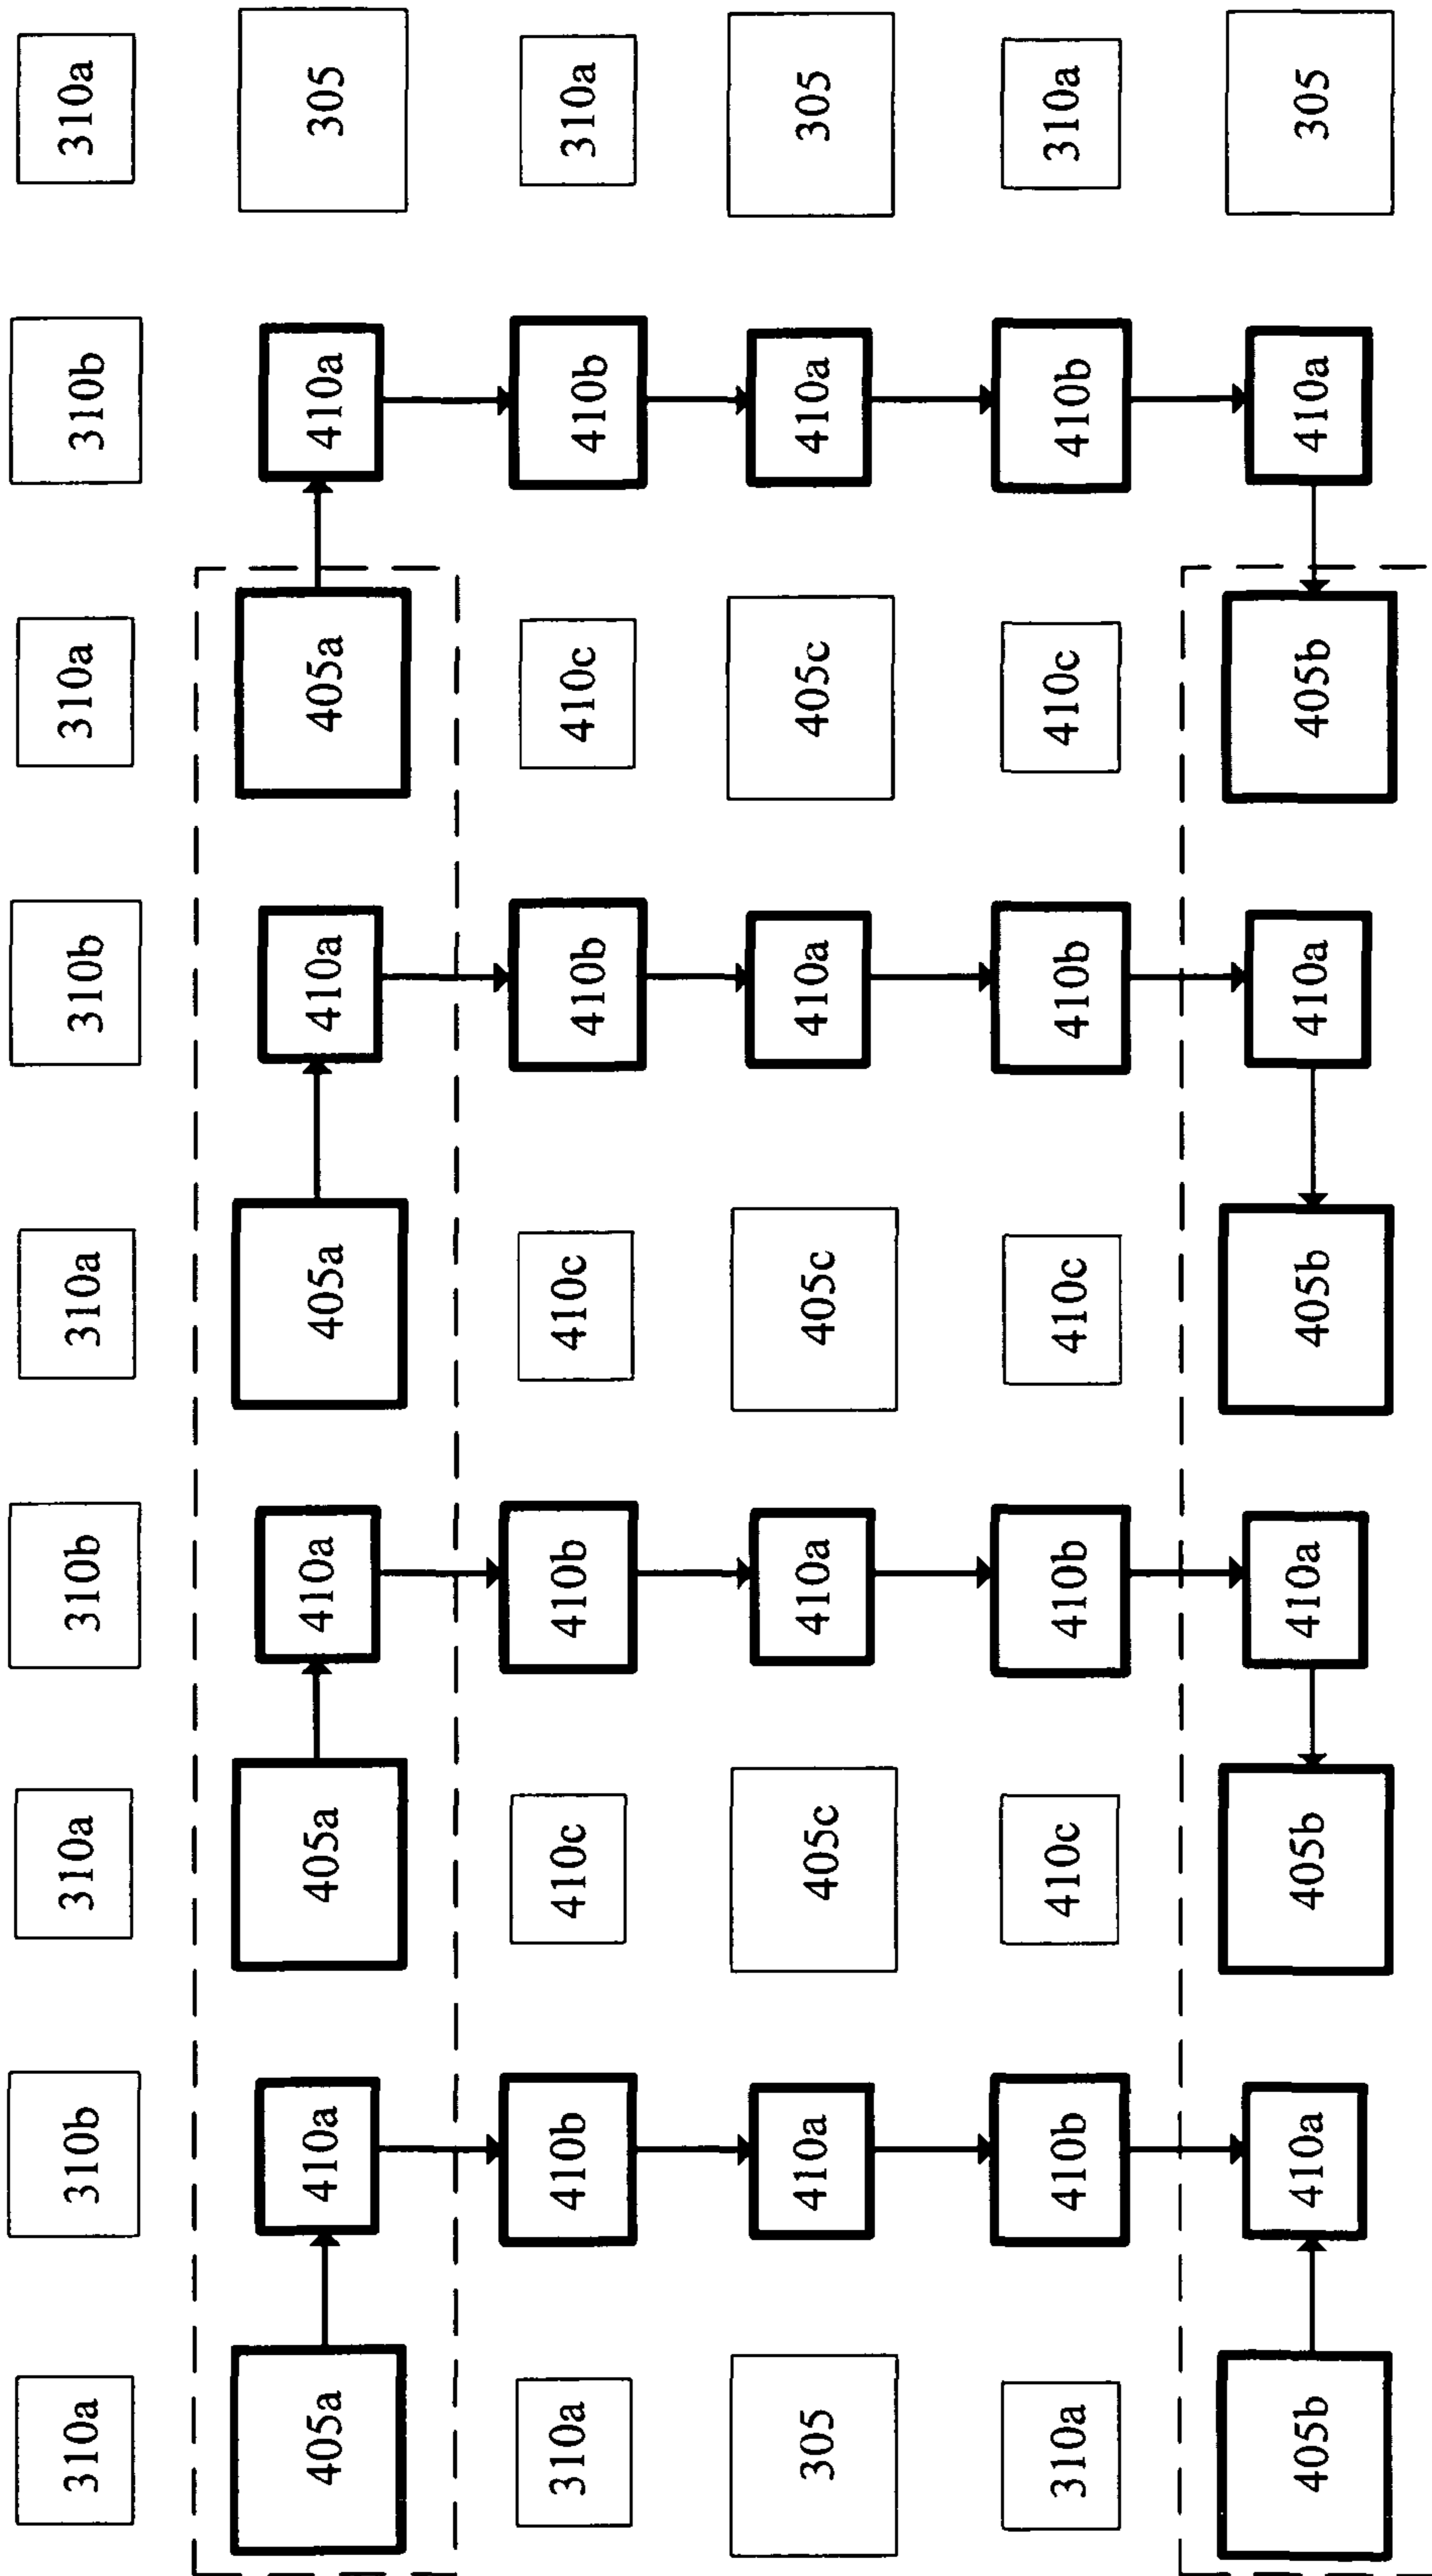 310a 310b 310a 310b 310a 310b 310a 310b 310a
405a 410a 405a 410a 405a 410a 405a 410a 305
310a 410b 410c 410b 410c 410b 410c 410b 310a
305 410a 405c 410a 405c 410a 405c 410a 305
310a 410b 410c 410b 410c 410b 410c 410b 310a
405b 410a 405b 410a 405b 410a 405b 410a 305